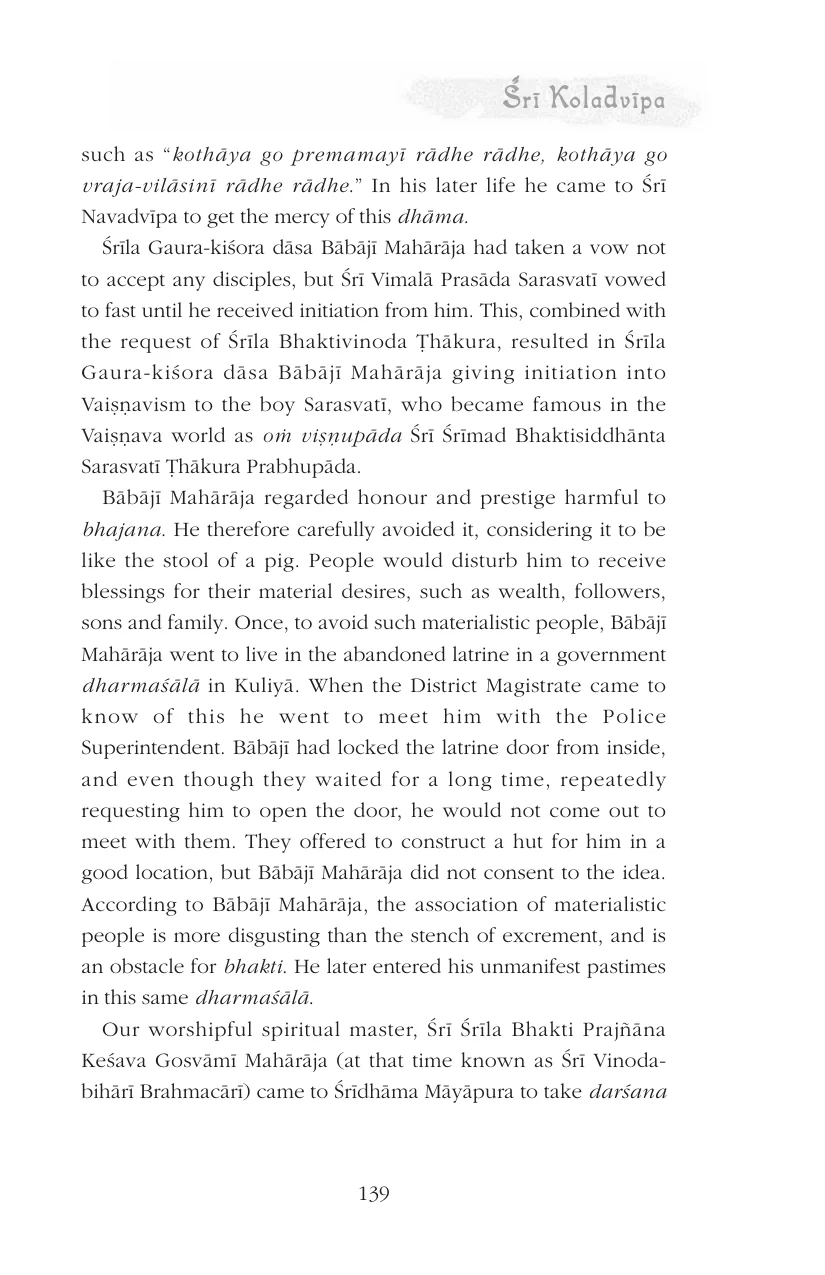 Śrī Koladvīpa
such as “kothāya go premamayī rādhe rādhe, kothāya go
vraja-vilāsinī rādhe rādhe.” In his later life he came to Śrī
Navadvīpa to get the mercy of this dhāma.
Śrīla Gaura-kiśora dāsa Bābājī Mahārāja had taken a vow not
to accept any disciples, but Śrī Vimalā Prasāda Sarasvatī vowed
to fast until he received initiation from him. This, combined with
the request of Śrīla Bhaktivinoda Ṭhākura, resulted in Śrīla
Gaura-kiśora dāsa Bābājī Mahārāja giving initiation into
Vaiṣṇavism to the boy Sarasvatī, who became famous in the
Vaiṣṇava world as oṁ viṣṇupāda Śrī Śrīmad Bhaktisiddhānta
Sarasvatī Ṭhākura Prabhupāda.
Bābājī Mahārāja regarded honour and prestige harmful to
bhajana. He therefore carefully avoided it, considering it to be
like the stool of a pig. People would disturb him to receive
blessings for their material desires, such as wealth, followers,
sons and family. Once, to avoid such materialistic people, Bābājī
Mahārāja went to live in the abandoned latrine in a government
dharmaśālā in Kuliyā. When the District Magistrate came to
know of this he went to meet him with the Police
Superintendent. Bābājī had locked the latrine door from inside,
and even though they waited for a long time, repeatedly
requesting him to open the door, he would not come out to
meet with them. They offered to construct a hut for him in a
good location, but Bābājī Mahārāja did not consent to the idea.
According to Bābājī Mahārāja, the association of materialistic
people is more disgusting than the stench of excrement, and is
an obstacle for bhakti. He later entered his unmanifest pastimes
in this same dharmaśālā.
Our worshipful spiritual master, Śrī Śrīla Bhakti Prajñāna
Keśava Gosvāmī Mahārāja (at that time known as Śrī Vinoda-
bihārī Brahmacārī) came to Śrīdhāma Māyāpura to take darśana
139